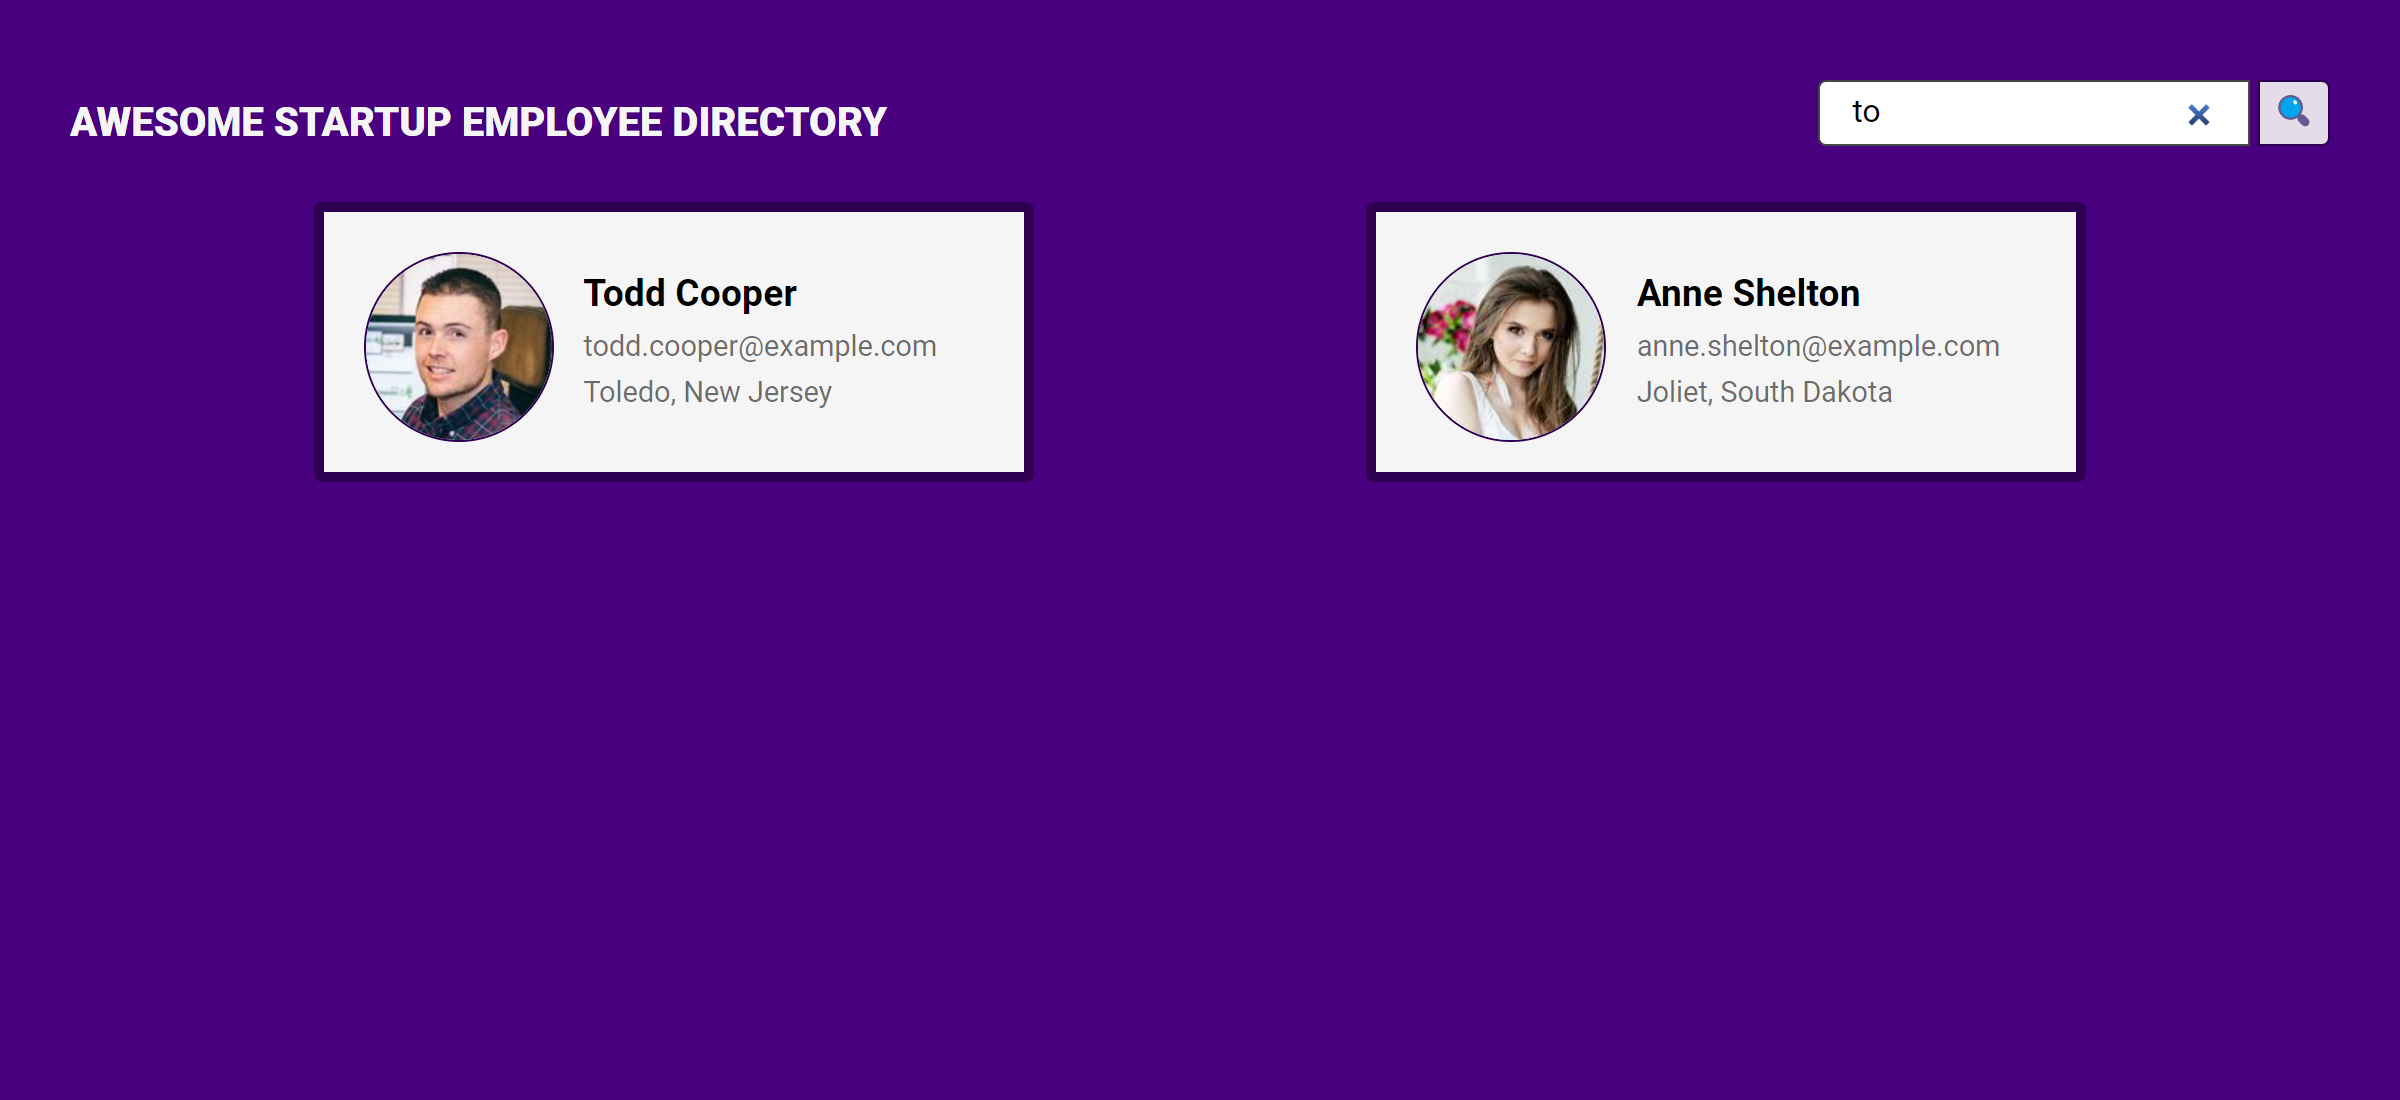 AWESOME STARTUP EMPLOYEE DIRECTORY
to
Todd Cooper
todd.cooper@example.com
Toledo, New Jersey
Anne Shelton
anne.shelton@example.com
Joliet, South Dakota